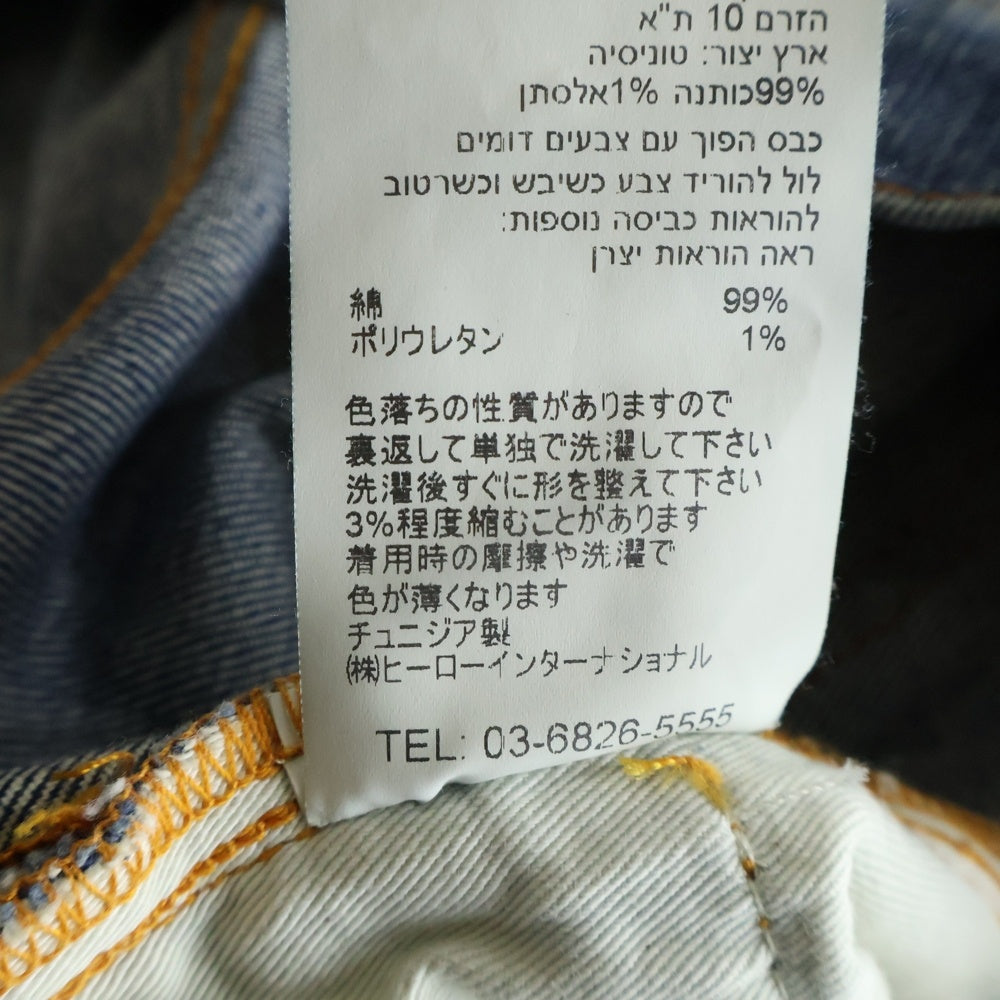 הזרם 10 ת"א
ארץ יצור: טוניסיה
99%כותנה 1%אלסתן
כבס הפוך עם צבעים דומים
לול להוריד צבע כשיבש וכשרטוב
להוראות כביסה נוספות:
ראה הוראות יצרן
綿 99%
ポリウレタン 1%
色落ちの性質がありますので
裏返して単独で洗濯して下さい
洗濯後すぐに形を整えて下さい
3%程度縮むことがあります
着用時の摩擦や洗濯で
色が薄くなります
チュニジア製
㈱ヒーローインターナショナル
TEL: 03-6826-5555